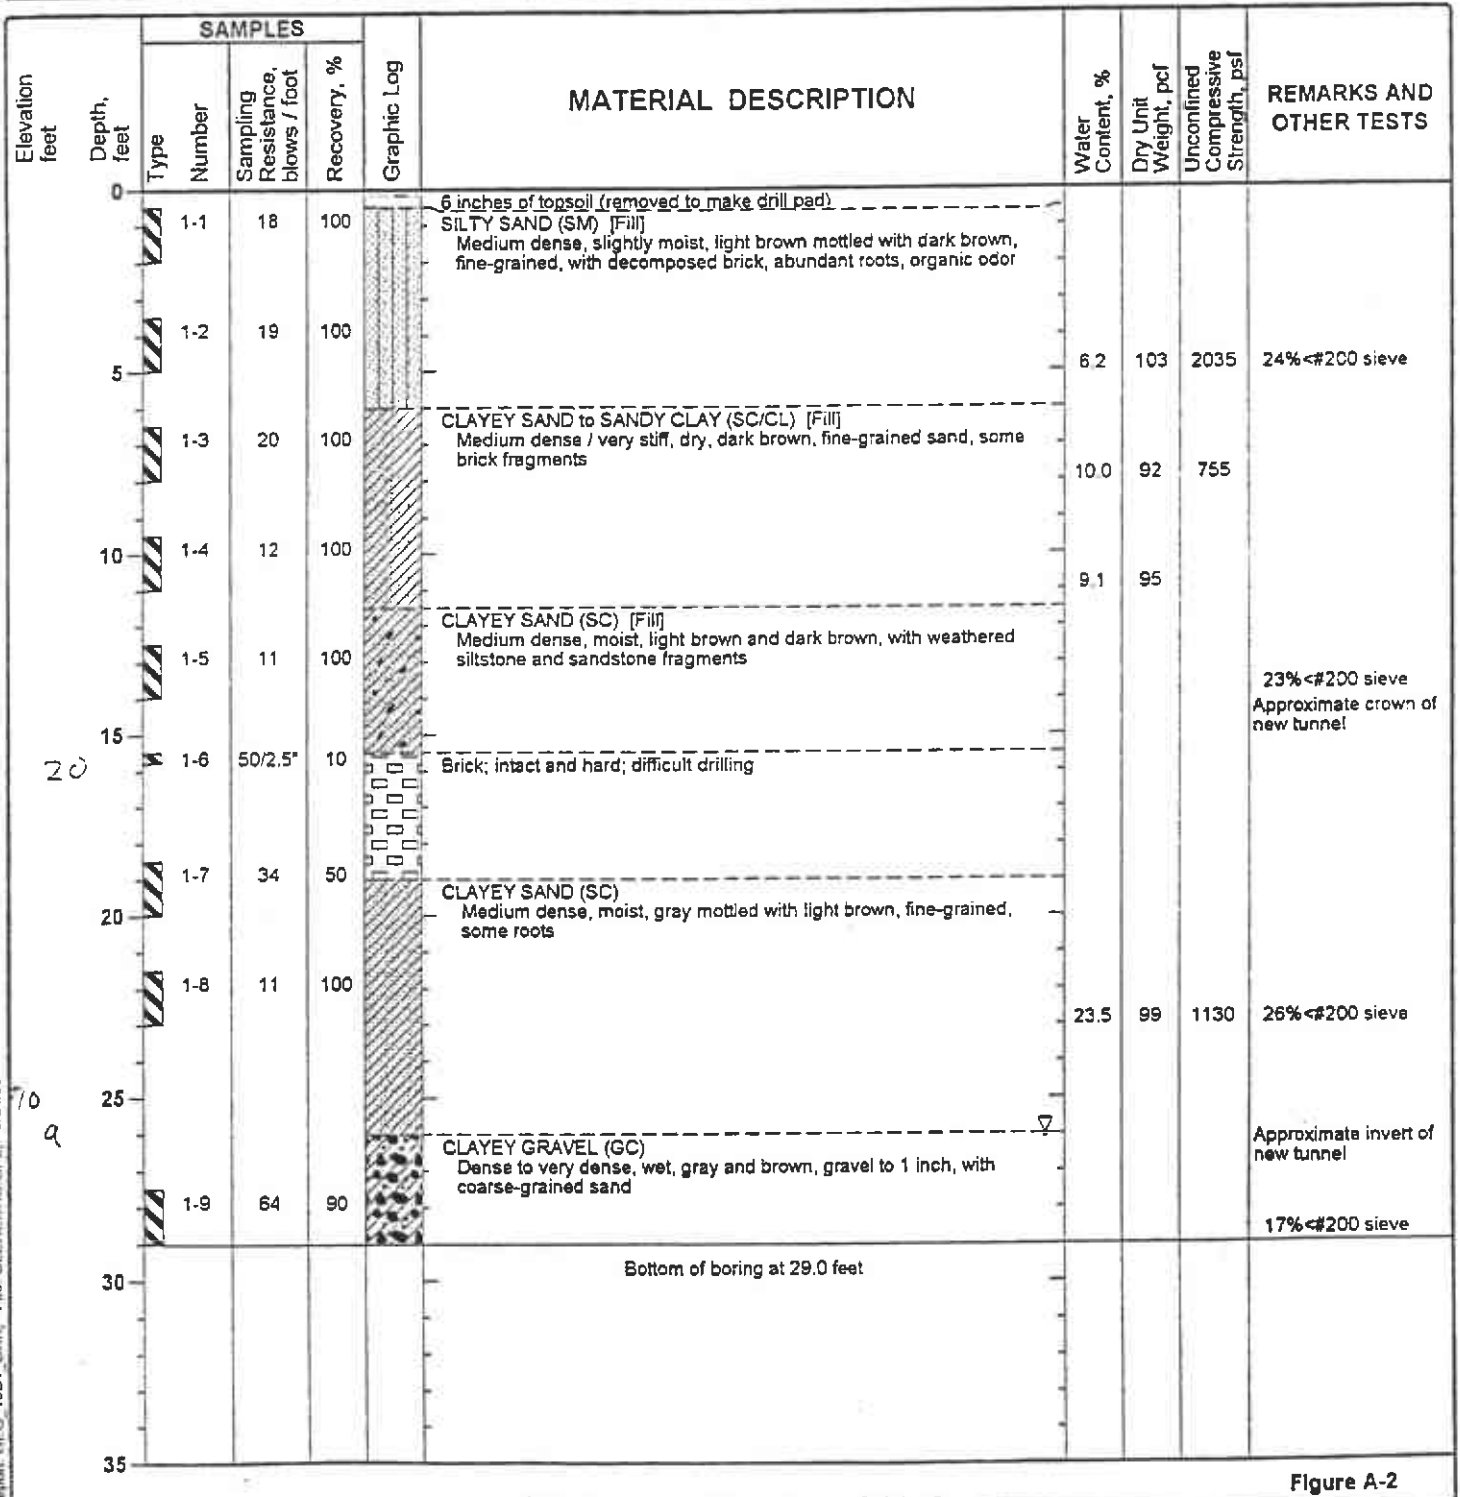 SAMPLES
Elevation
feet
Depth,
feet
Type
Number
Sampling
Resistance,
blows / foot
Recovery, %
Graphic Log
MATERIAL DESCRIPTION
Water
Content, %
Dry Unit
Weight, pcf
Unconfined
Compressive
Strength, psf
REMARKS AND
OTHER TESTS
0
6 inches of topsoil (removed to make drill pad)
1-1 18 100 SILTY SAND (SM) [Fill]
Medium dense, slightly moist, light brown mottled with dark brown,
fine-grained, with decomposed brick, abundant roots, organic odor
1-2 19 100
5 6.2 103 2035 24%<#200 sieve
CLAYEY SAND to SANDY CLAY (SC/CL) [Fill]
1-3 20 100 Medium dense / very stiff, dry, dark brown, fine-grained sand, some
brick fragments
10.0 92 755
10 1-4 12 100
9.1 95
CLAYEY SAND (SC) [Fill]
Medium dense, moist, light brown and dark brown, with weathered
1-5 11 100 siltstone and sandstone fragments
23%<#200 sieve
Approximate crown of
new tunnel
15
20 1-6 50/2.5" 10 Brick; intact and hard; difficult drilling
1-7 34 50
CLAYEY SAND (SC)
20 Medium dense, moist, gray mottled with light brown, fine-grained,
some roots
1-8 11 100
23.5 99 1130 26%<#200 sieve
10 25
9
Approximate invert of
new tunnel
CLAYEY GRAVEL (GC)
Dense to very dense, wet, gray and brown, gravel to 1 inch, with
coarse-grained sand
1-9 64 90
17%<#200 sieve
30 Bottom of boring at 29.0 feet
35
Figure A-2